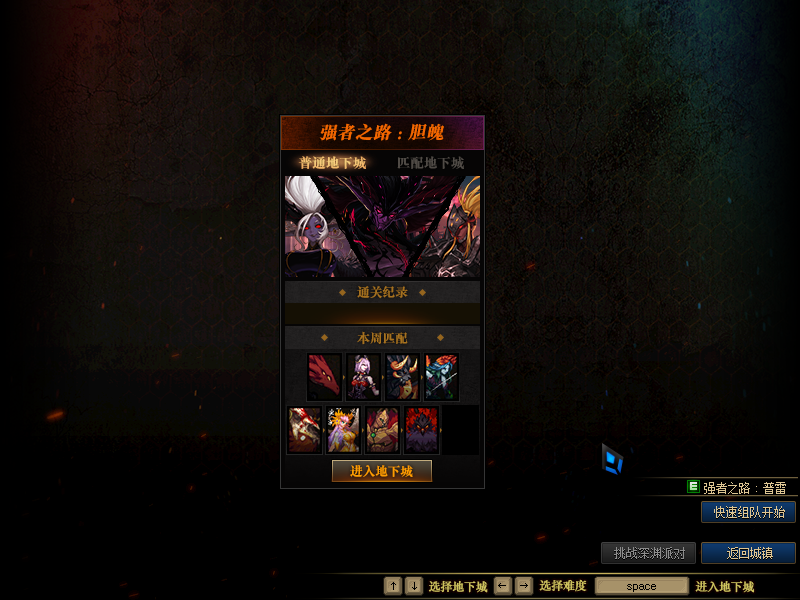 强者之路：胆魄
普通地下城 匹配地下城
通关纪录
本周匹配
进入地下城
E 强者之路：普雷
快速组队开始
挑战深渊派对 返回城镇
↑ ↓ 选择地下城 ← → 选择难度 space 进入地下城